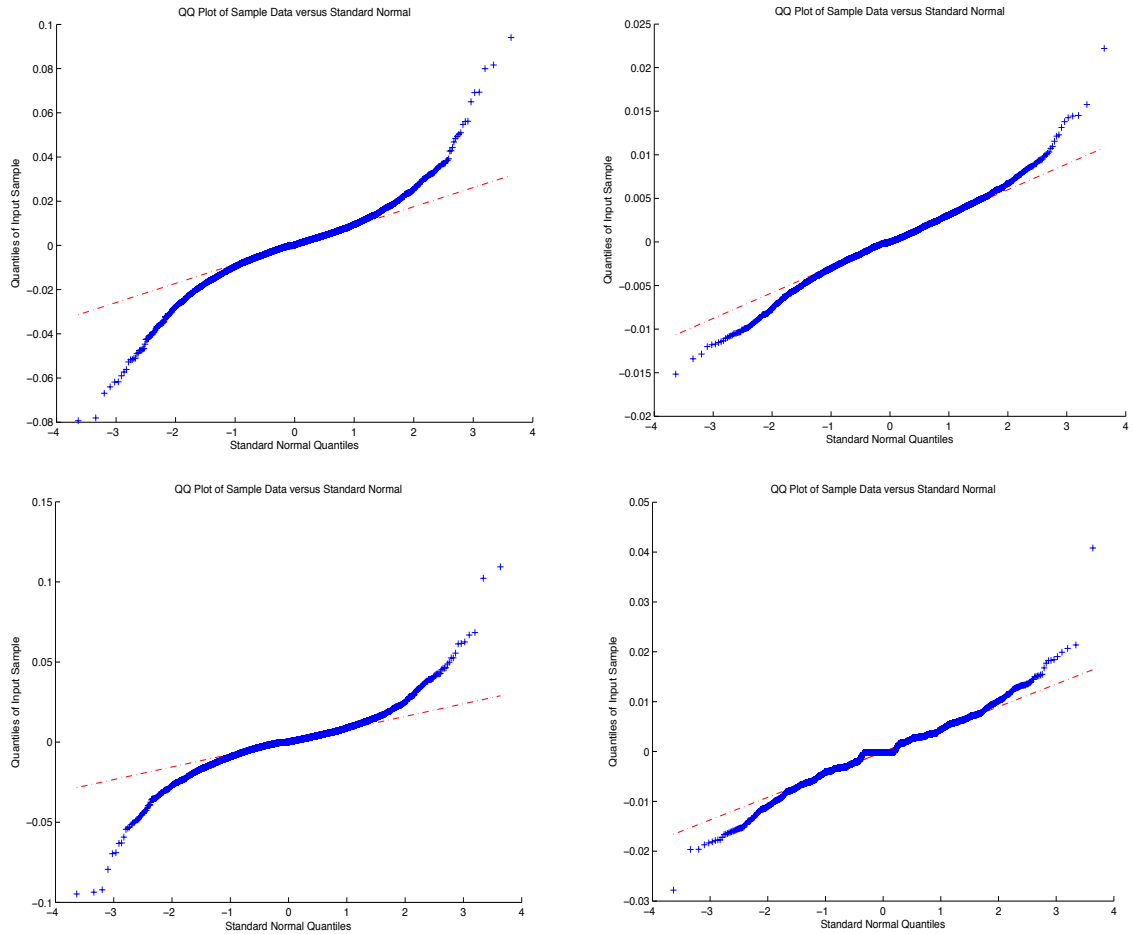 QQ Plot of Sample Data versus Standard Normal
0.1
0.08
0.06
0.04
0.02
0
−0.02
−0.04
−0.06
−0.08
Quantiles of Input Sample
−4 −3 −2 −1 0 1 2 3 4
Standard Normal Quantiles
QQ Plot of Sample Data versus Standard Normal
0.025
0.02
0.015
0.01
0.005
0
−0.005
−0.01
−0.015
−0.02
Quantiles of Input Sample
−4 −3 −2 −1 0 1 2 3 4
Standard Normal Quantiles
QQ Plot of Sample Data versus Standard Normal
0.15
0.1
0.05
0
−0.05
−0.1
Quantiles of Input Sample
−4 −3 −2 −1 0 1 2 3 4
Standard Normal Quantiles
QQ Plot of Sample Data versus Standard Normal
0.05
0.04
0.03
0.02
0.01
0
−0.01
−0.02
−0.03
Quantiles of Input Sample
−4 −3 −2 −1 0 1 2 3 4
Standard Normal Quantiles